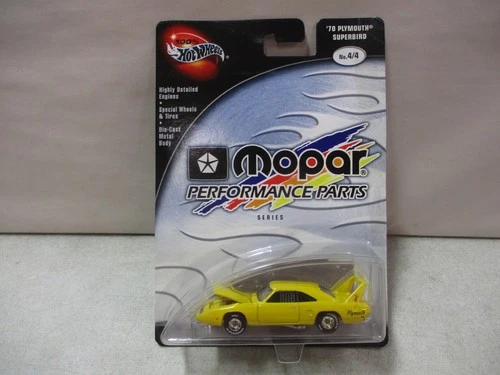 100%
Hot Wheels
'70 PLYMOUTH®
SUPERBIRD
No. 4/4
Highly Detailed
Engines
•
Special Wheels
& Tires
•
Die-Cast
Metal
Body
mopar®
PERFORMANCE PARTS
SERIES